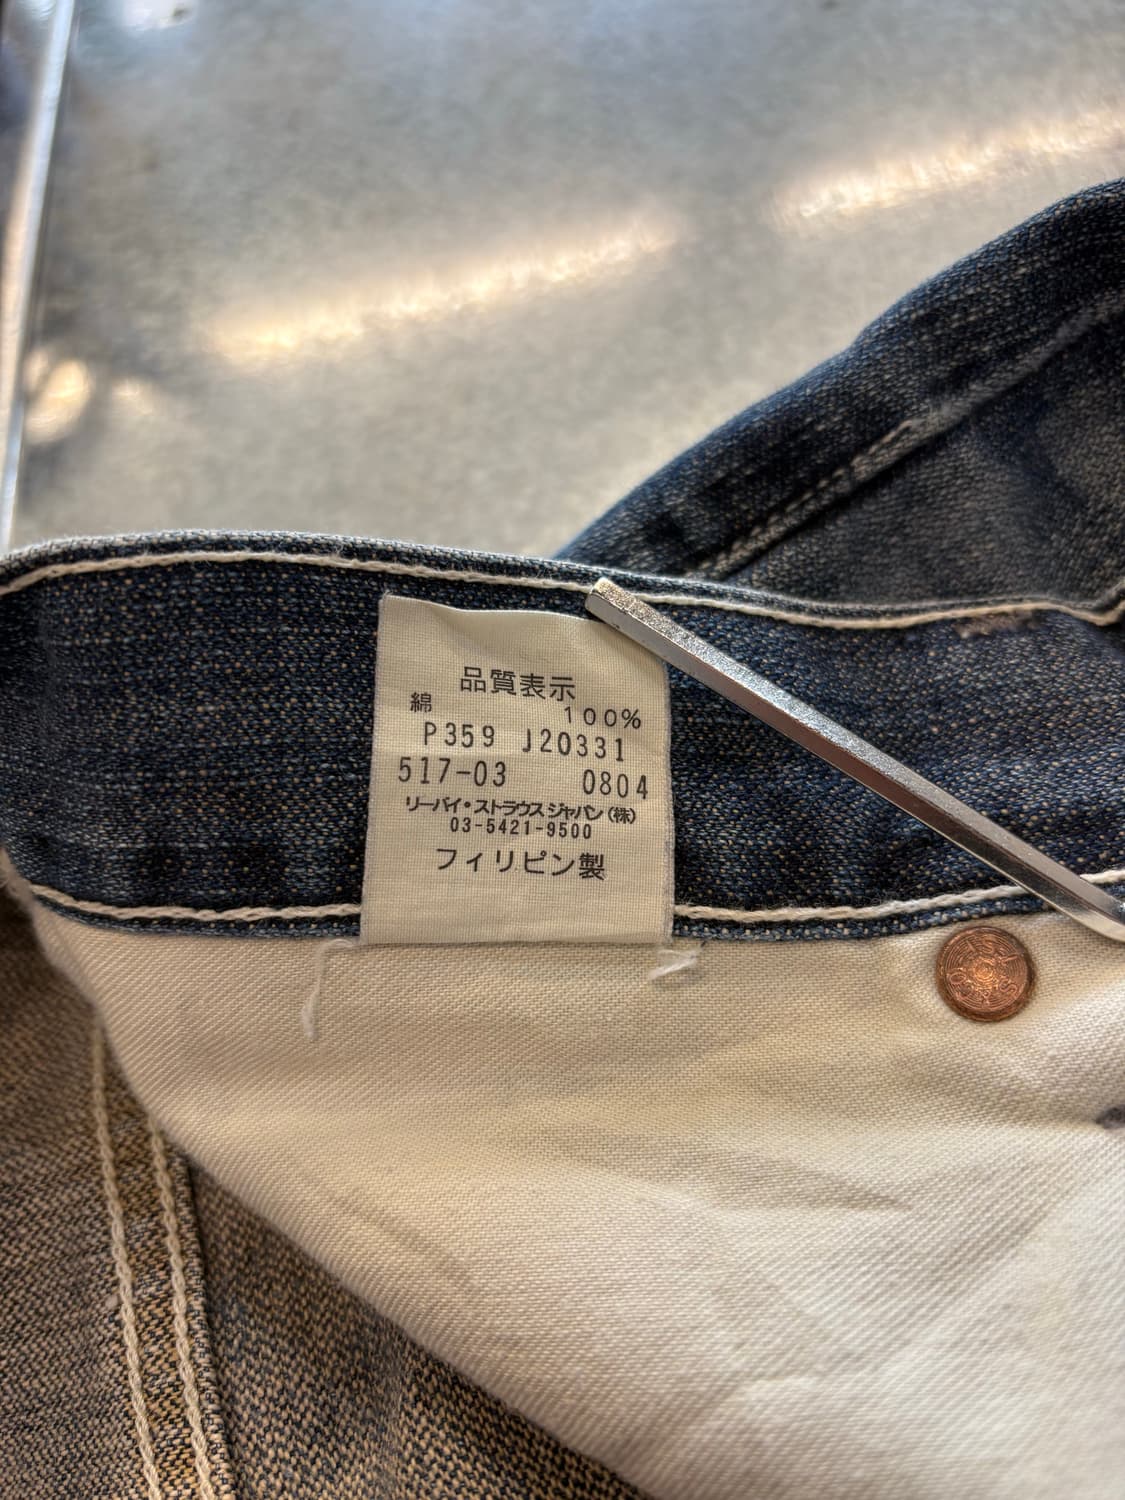 品質表示
綿 100%
P359 J20331
517-03 0804
リーバイ・ストラウス ジャパン(株)
03-5421-9500
フィリピン製